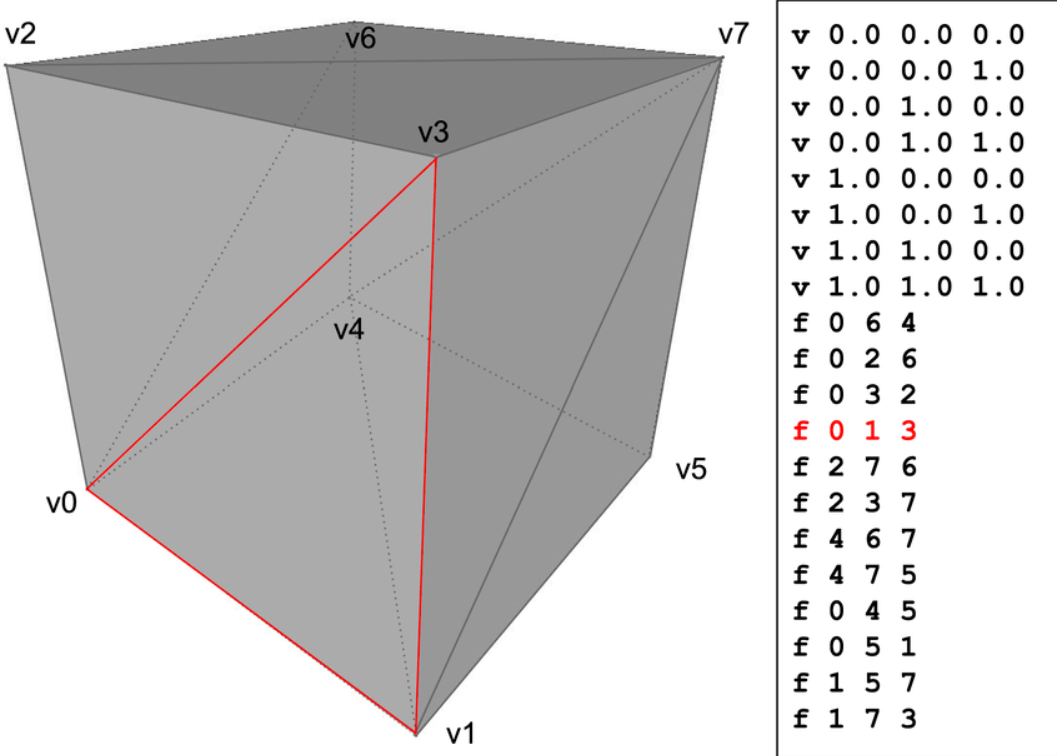 v2
v6
v7
v3
v4
v0
v5
v1
v 0.0 0.0 0.0
v 0.0 0.0 1.0
v 0.0 1.0 0.0
v 0.0 1.0 1.0
v 1.0 0.0 0.0
v 1.0 0.0 1.0
v 1.0 1.0 0.0
v 1.0 1.0 1.0
f 0 6 4
f 0 2 6
f 0 3 2
f 0 1 3
f 2 7 6
f 2 3 7
f 4 6 7
f 4 7 5
f 0 4 5
f 0 5 1
f 1 5 7
f 1 7 3